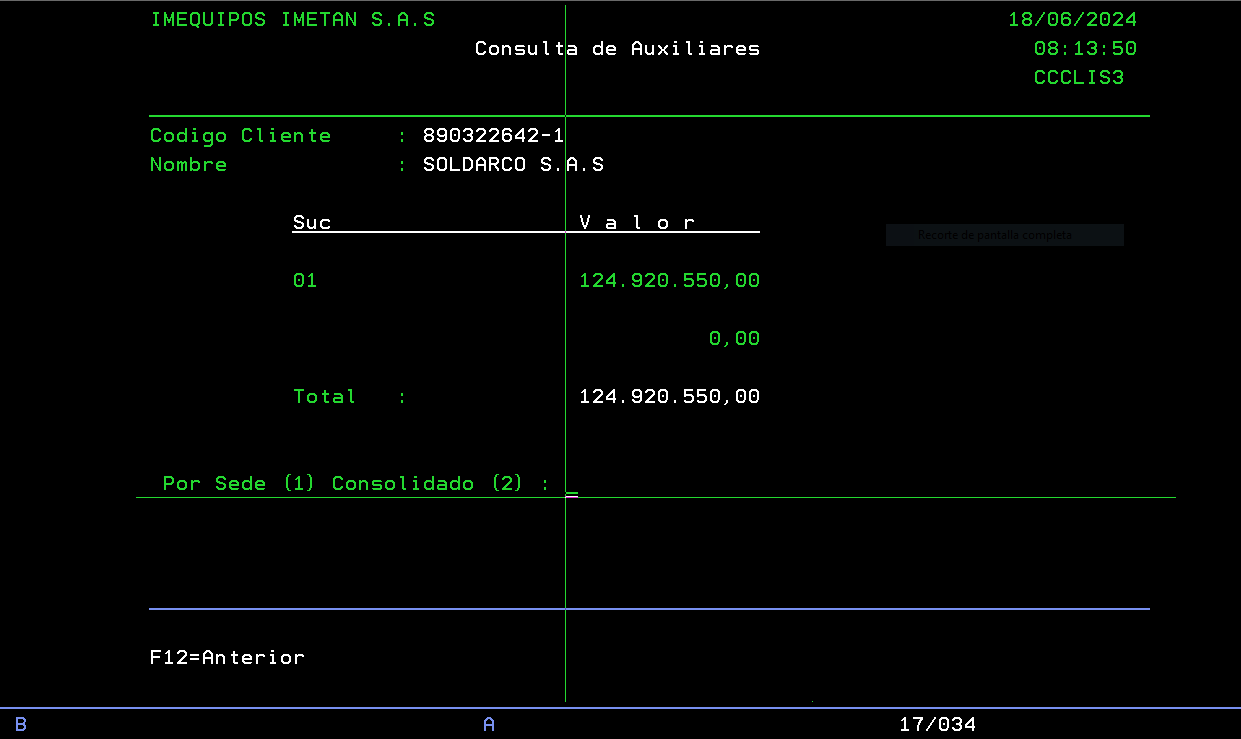 IMEQUIPOS IMETAN S.A.S 18/06/2024
Consulta de Auxiliares 08:13:50
CCCLIS3
Codigo Cliente : 890322642-1
Nombre : SOLDARCO S.A.S
Suc V a l o r
Recorte de pantalla completa
01 124.920.550,00
0,00
Total : 124.920.550,00
Por Sede (1) Consolidado (2) : _
F12=Anterior
B A 17/034